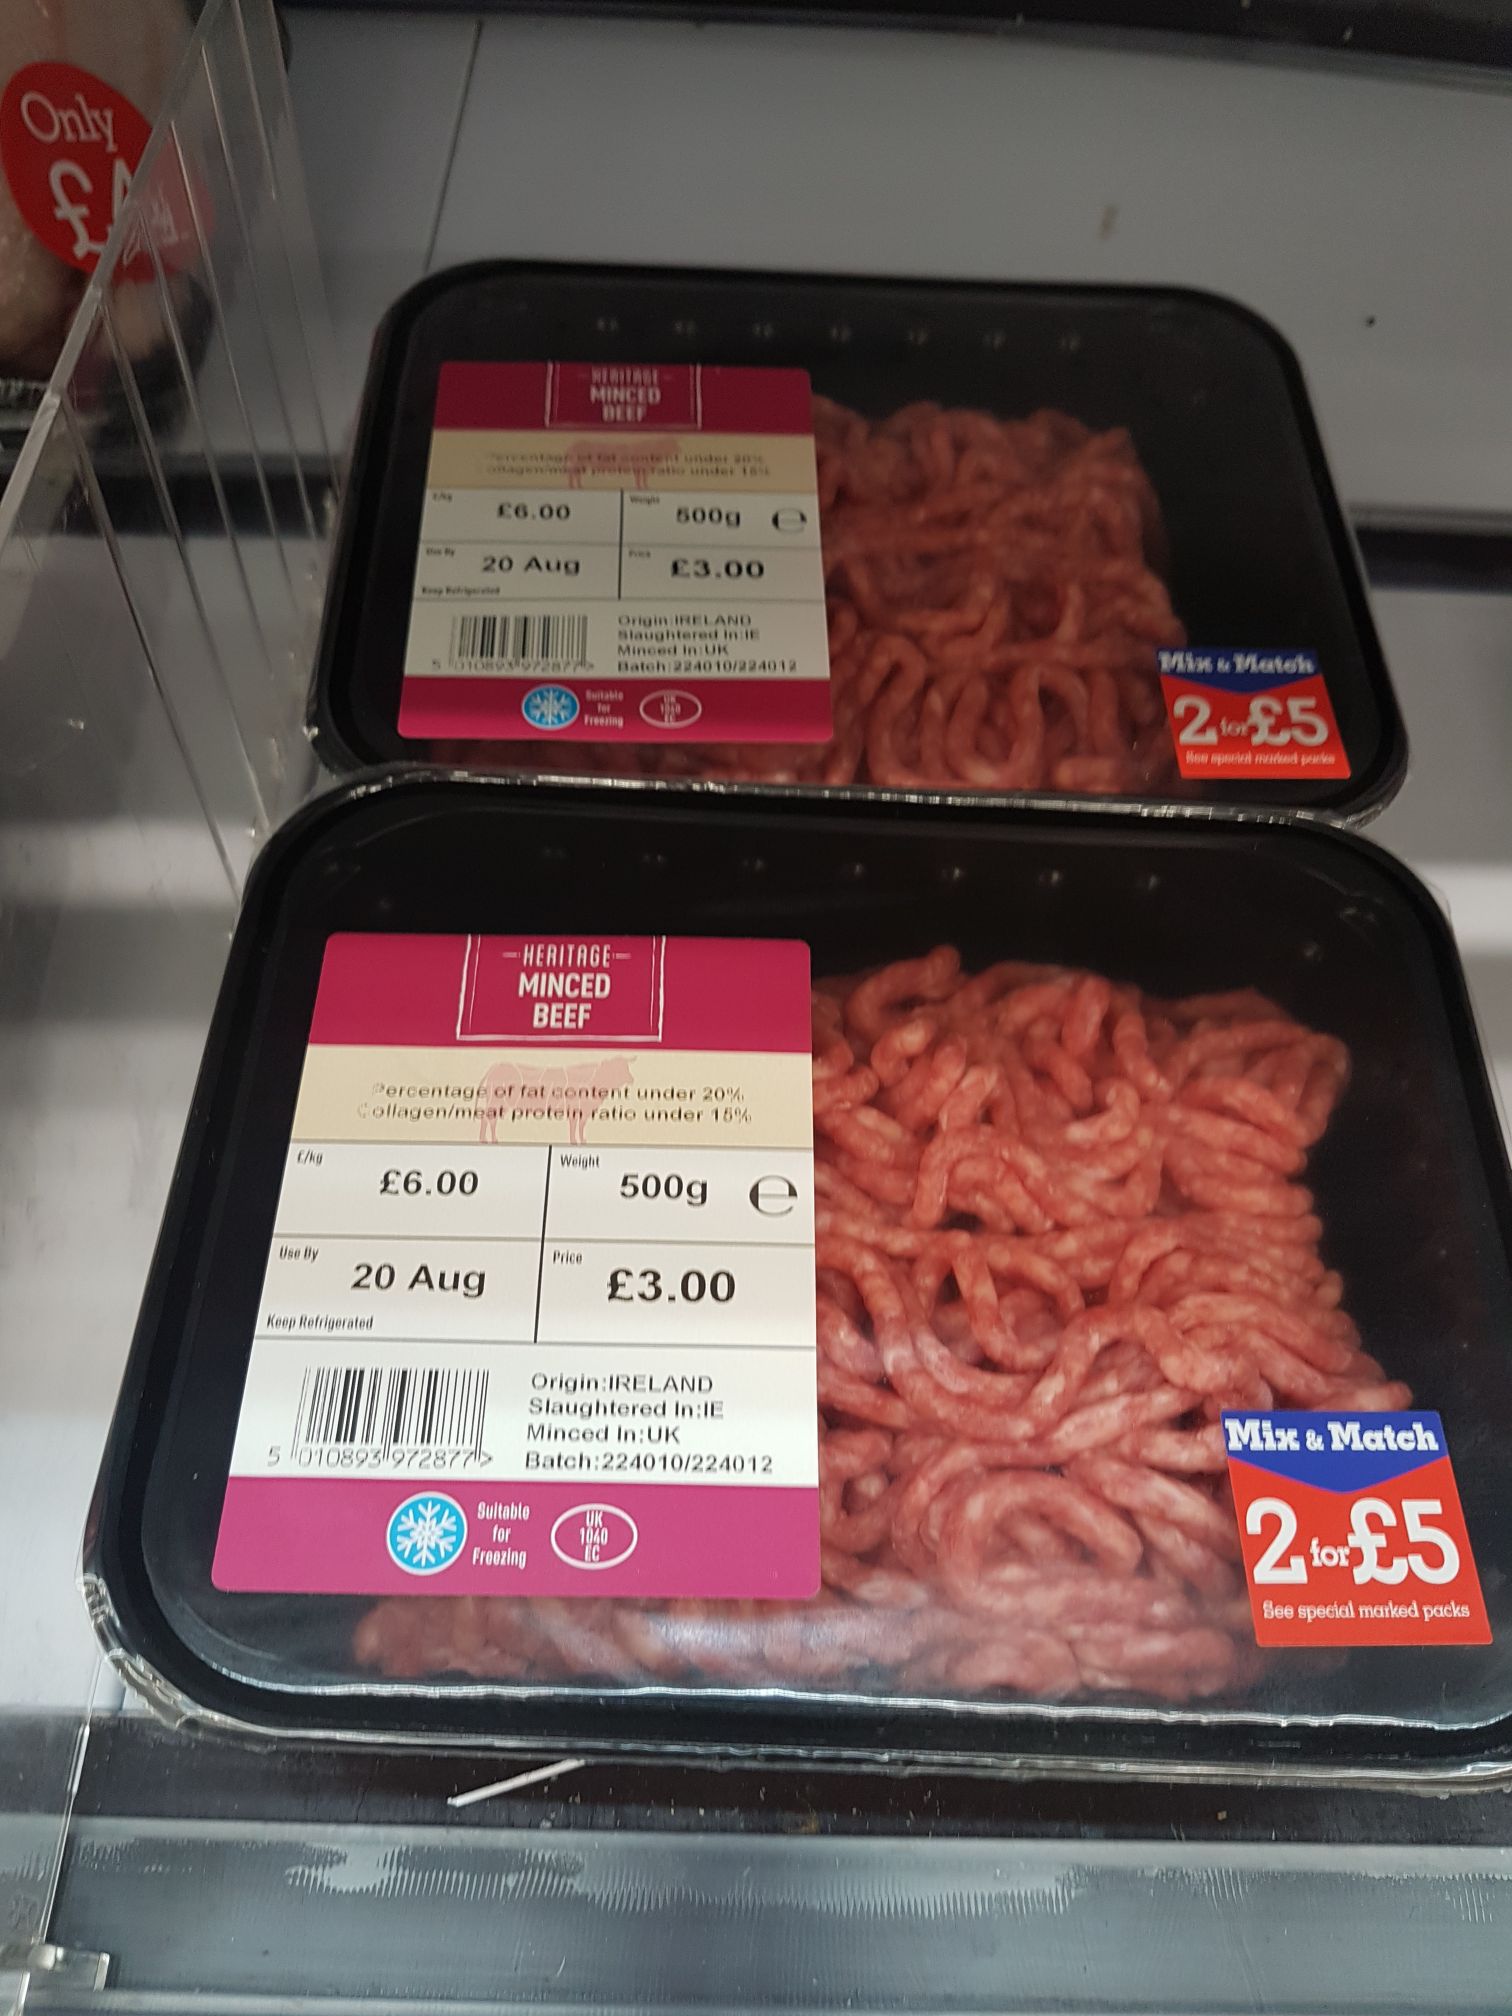 Only
£4
HERITAGE
MINCED
BEEF
Percentage of fat content under 20%
Collagen/meat protein ratio under 15%
£/kg
£6.00
Weight
500g ℮
Use By
20 Aug
Price
£3.00
Keep Refrigerated
Origin:IRELAND
Slaughtered In:IE
Minced In:UK
5 010893 972877 >
Batch:224010/224012
Suitable
for
Freezing
UK
1040
EC
Mix & Match
2 for £5
See special marked packs
HERITAGE
MINCED
BEEF
Percentage of fat content under 20%
Collagen/meat protein ratio under 15%
£/kg
£6.00
Weight
500g ℮
Use By
20 Aug
Price
£3.00
Keep Refrigerated
Origin:IRELAND
Slaughtered In:IE
Minced In:UK
5 010893 972877 >
Batch:224010/224012
Suitable
for
Freezing
UK
1040
EC
Mix & Match
2 for £5
See special marked packs